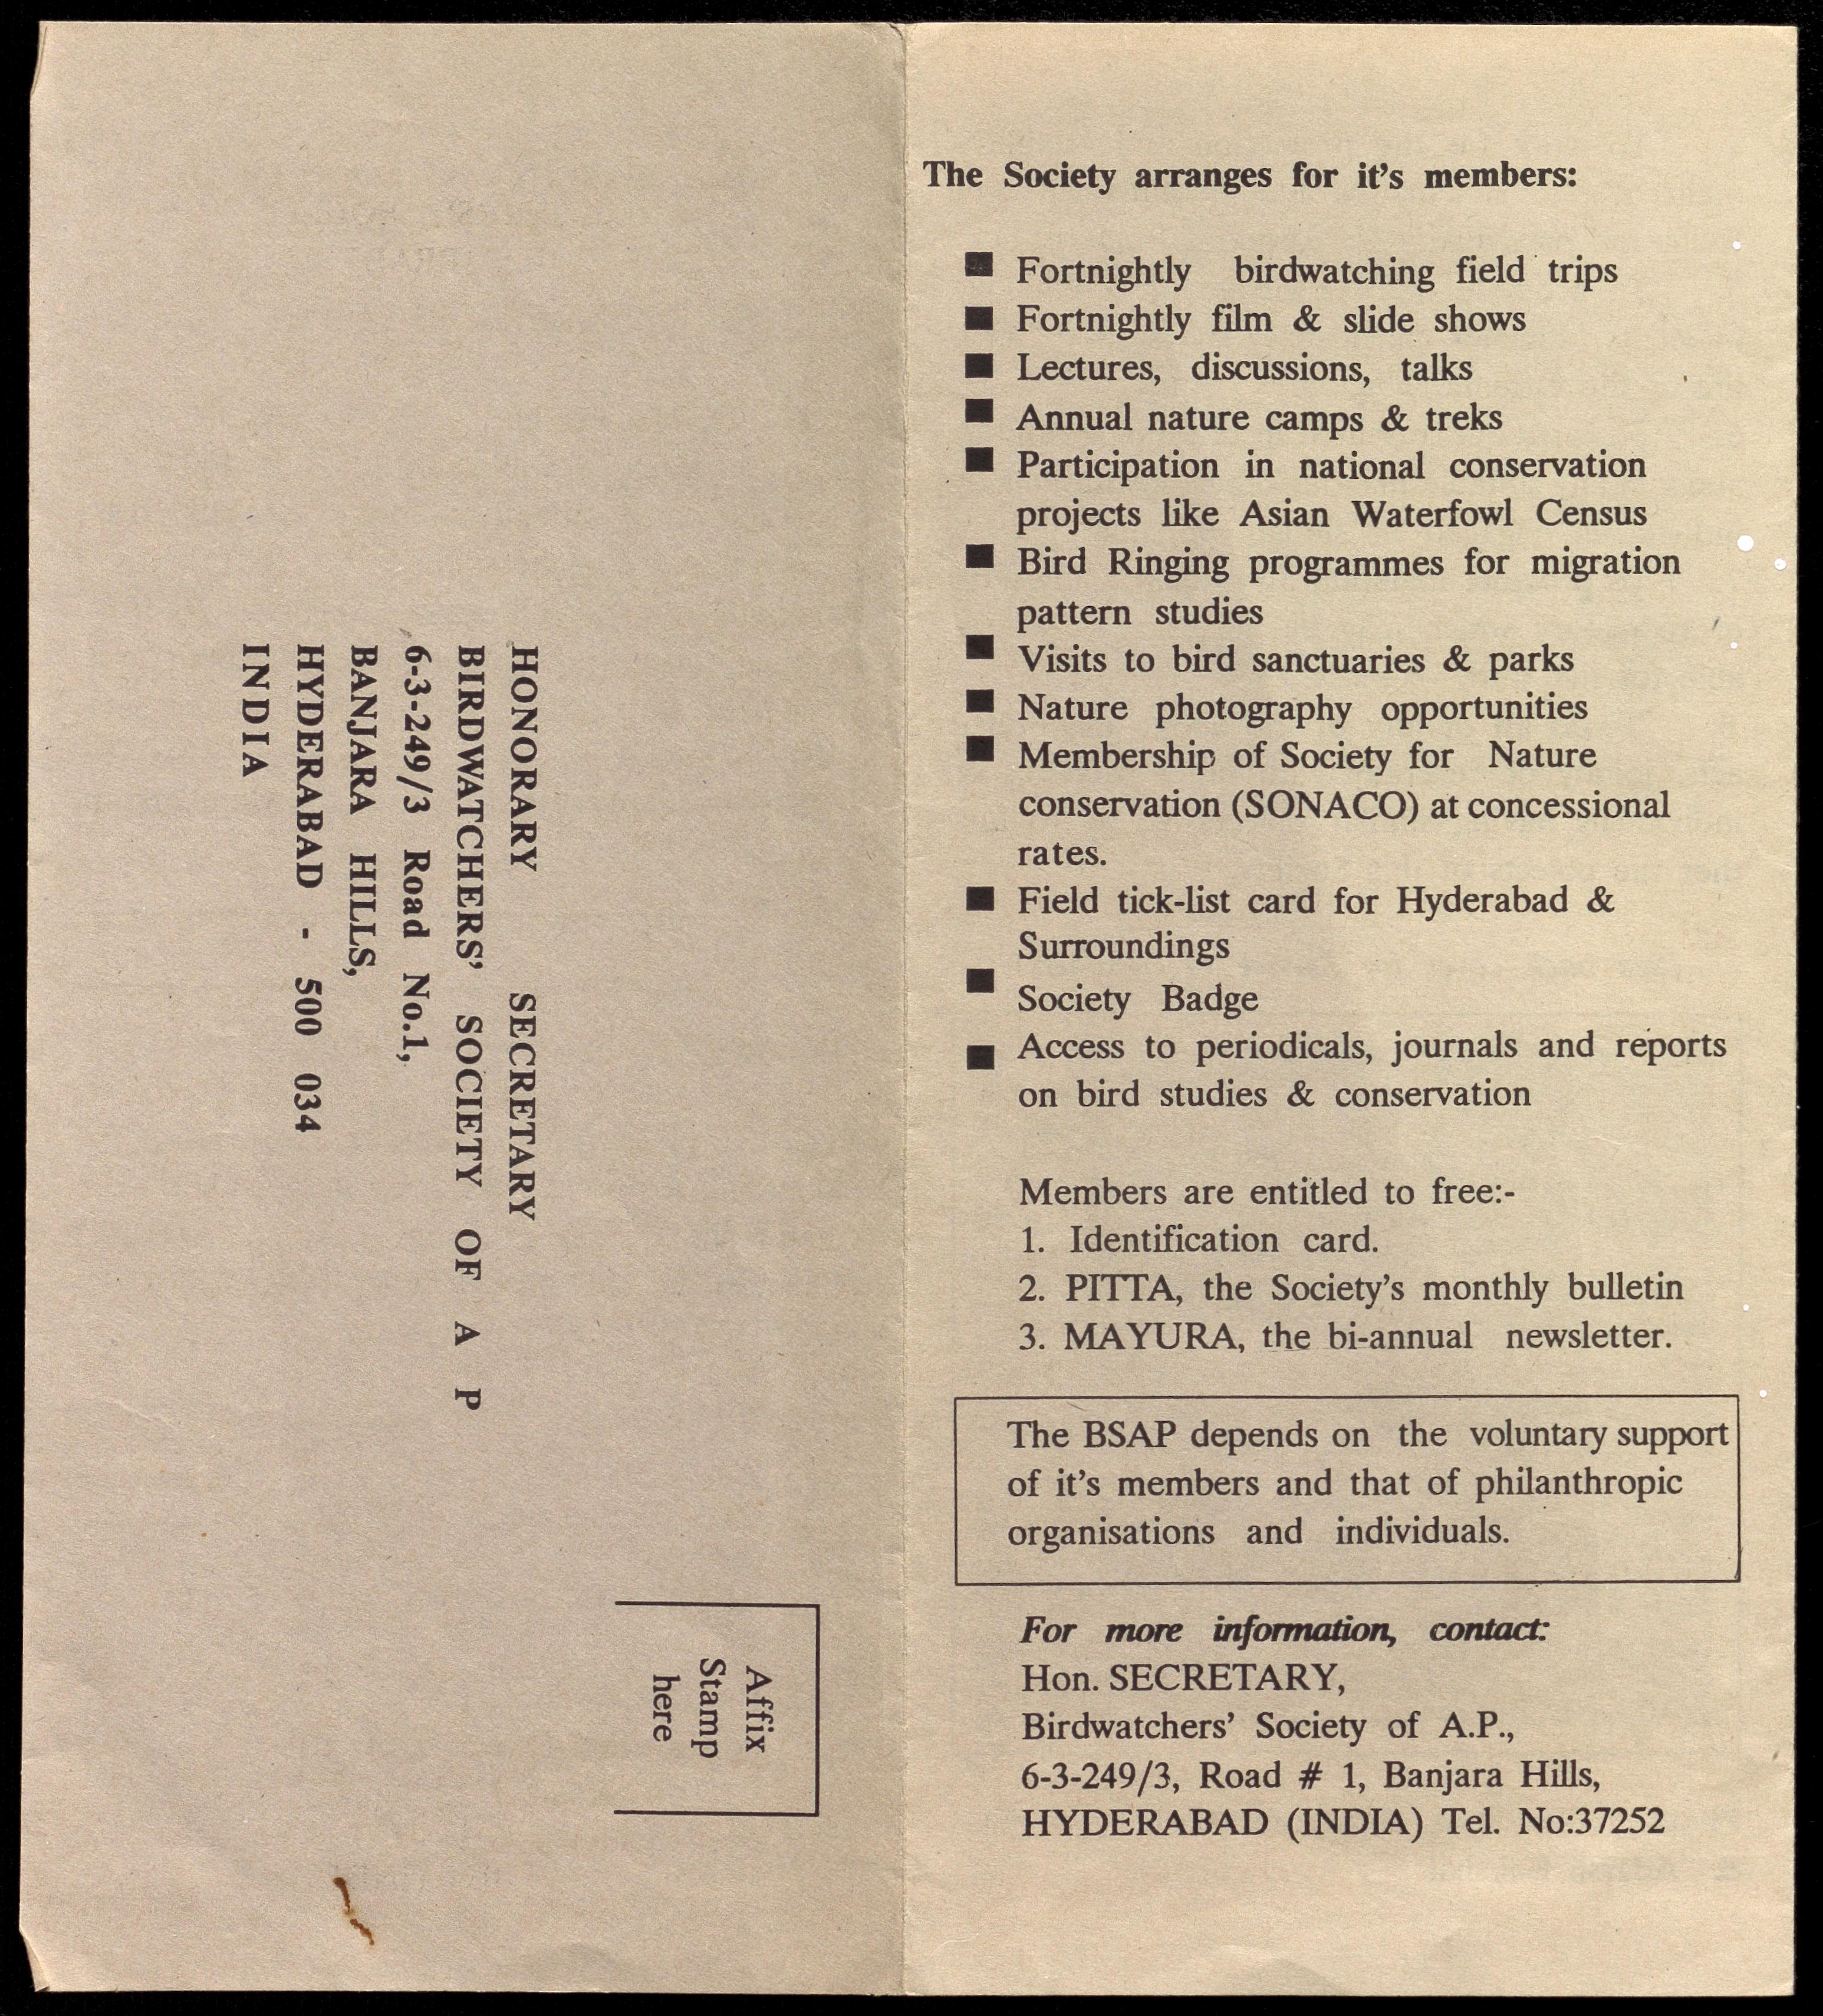 HONORARY SECRETARY
BIRDWATCHERS' SOCIETY OF A P
6-3-249/3 Road No.1,
BANJARA HILLS,
HYDERABAD - 500 034
INDIA
Affix
Stamp
here
The Society arranges for it's members:
■ Fortnightly birdwatching field trips
■ Fortnightly film & slide shows
■ Lectures, discussions, talks
■ Annual nature camps & treks
■ Participation in national conservation
projects like Asian Waterfowl Census
■ Bird Ringing programmes for migration
pattern studies
■ Visits to bird sanctuaries & parks
■ Nature photography opportunities
■ Membership of Society for Nature
conservation (SONACO) at concessional
rates.
■ Field tick-list card for Hyderabad &
Surroundings
■ Society Badge
■ Access to periodicals, journals and reports
on bird studies & conservation
Members are entitled to free:-
1. Identification card.
2. PITTA, the Society's monthly bulletin
3. MAYURA, the bi-annual newsletter.
The BSAP depends on the voluntary support
of it's members and that of philanthropic
organisations and individuals.
For more information, contact:
Hon. SECRETARY,
Birdwatchers' Society of A.P.,
6-3-249/3, Road # 1, Banjara Hills,
HYDERABAD (INDIA) Tel. No:37252